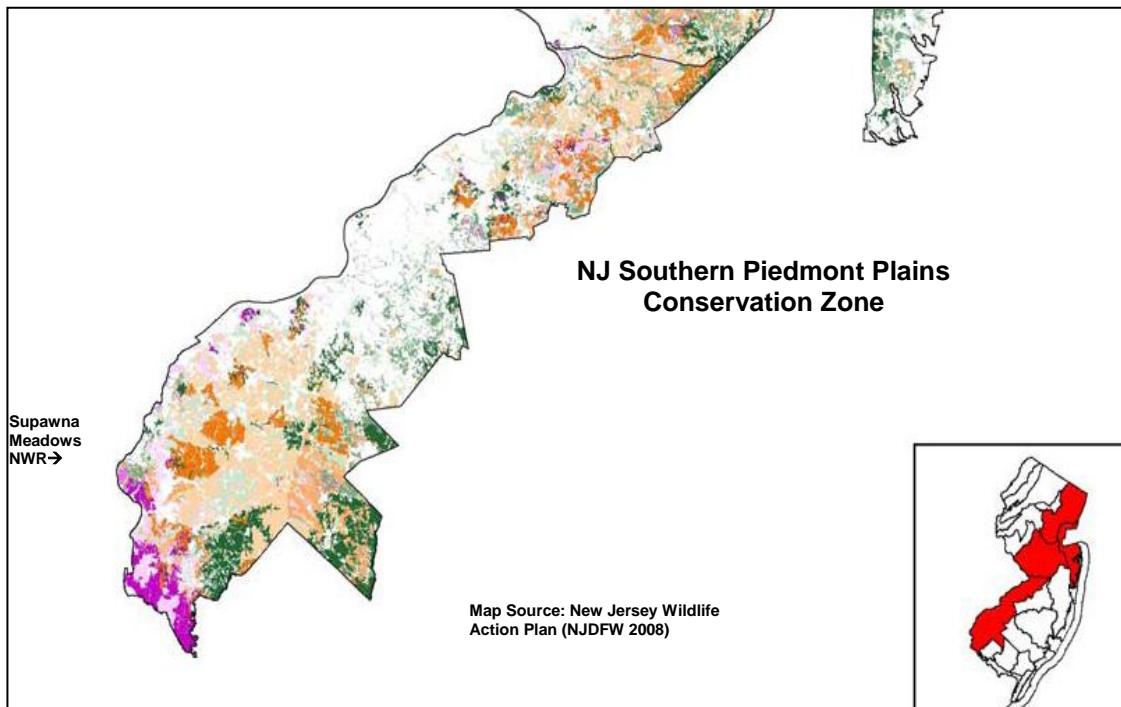 NJ Southern Piedmont Plains
Conservation Zone
Supawna
Meadows
NWR→
Map Source: New Jersey Wildlife
Action Plan (NJDFW 2008)